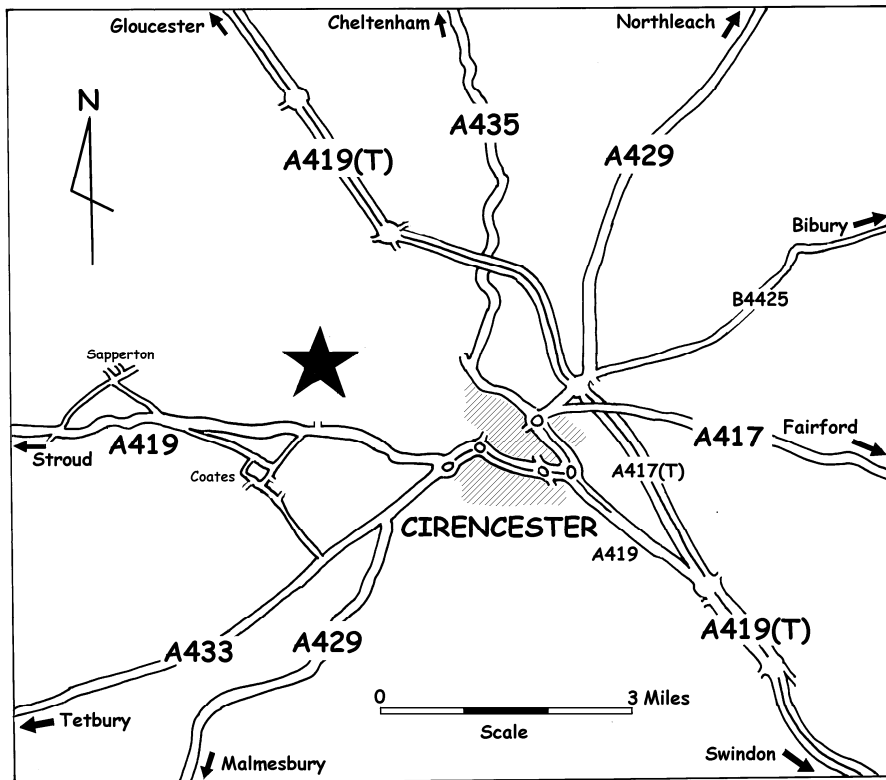 Gloucester
Cheltenham
Northleach
N
A435
A419(T)
A429
Bibury
B4425
Sapperton
A419
Stroud
A417
Fairford
Coates
A417(T)
CIRENCESTER
A419
A419(T)
A433
A429
0
3 Miles
Scale
Tetbury
Malmesbury
Swindon